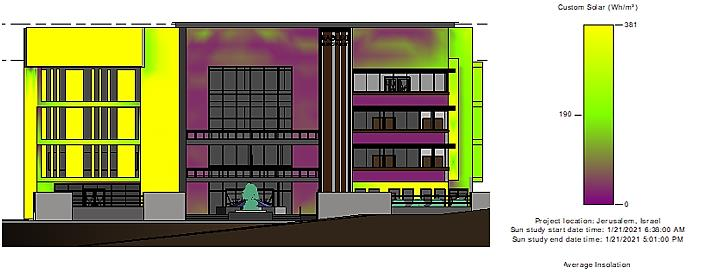 Custom Solar (Wh/m²)
381
190
0
Project location: Jerusalem, Israel
Sun study start date time: 1/21/2021 6:38:00 AM
Sun study end date time: 1/21/2021 5:01:00 PM
Average Insolation